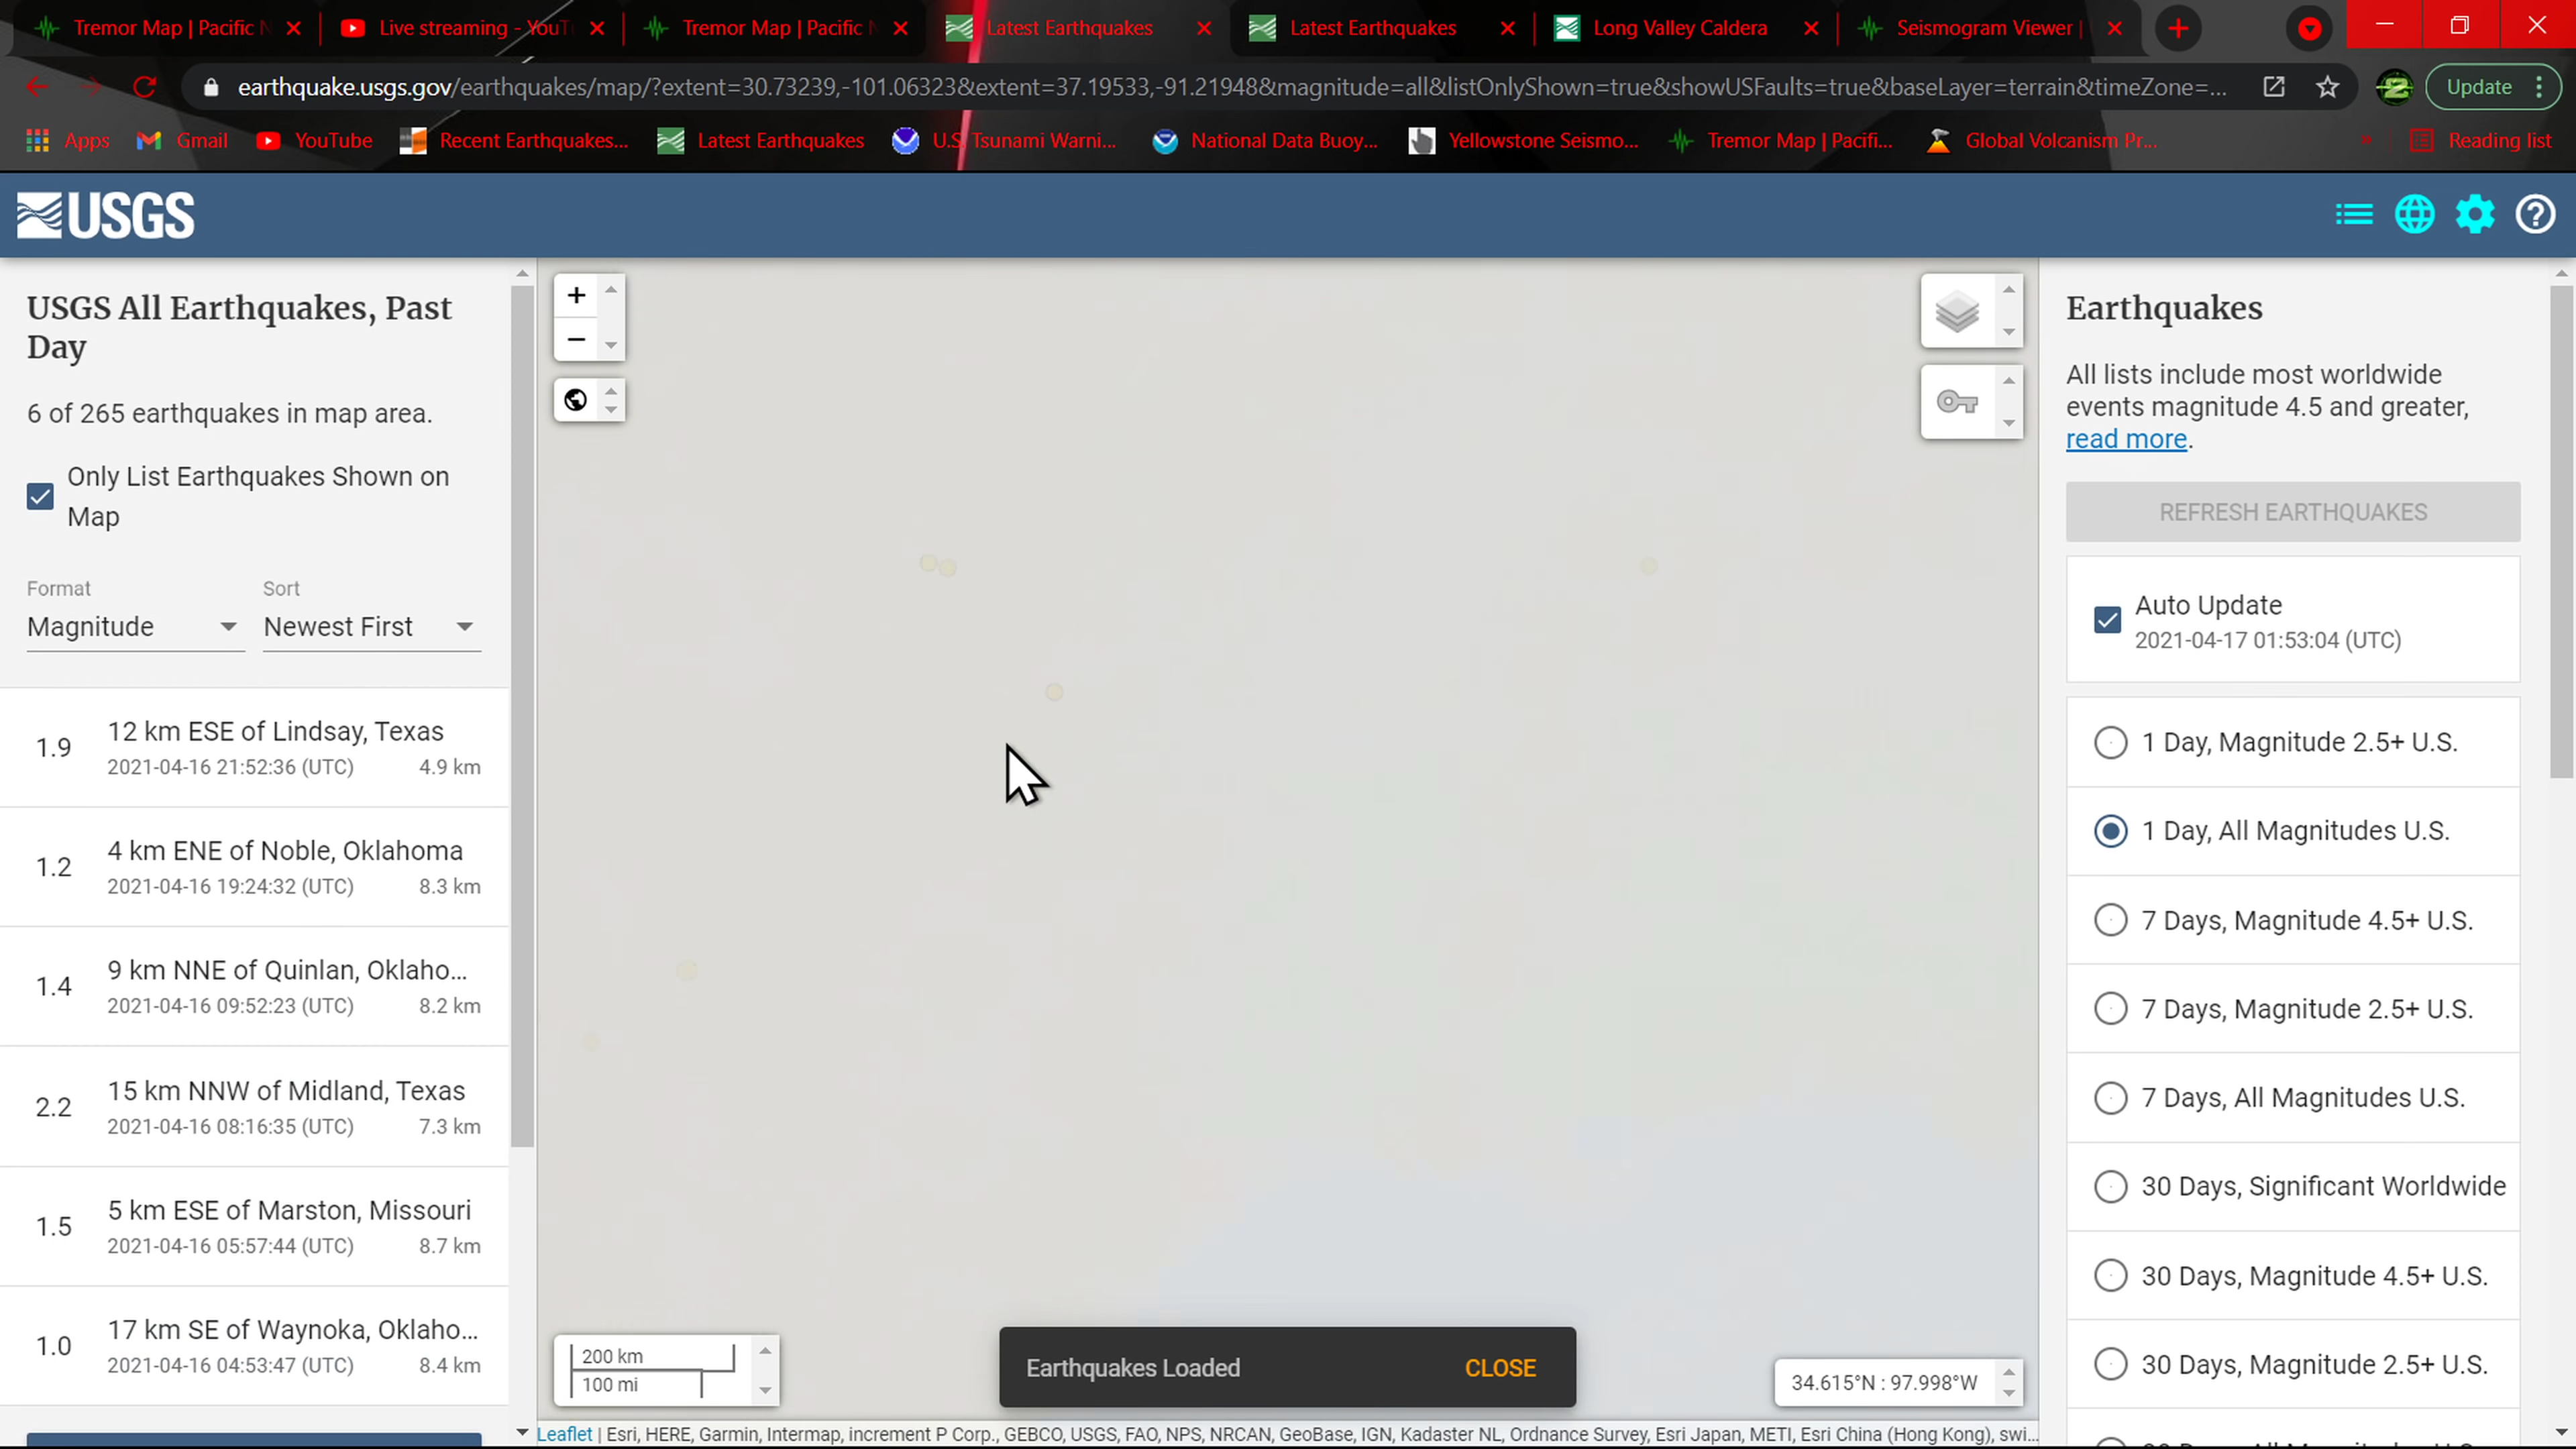 Tremor Map | Pacific N
Live streaming - YouT
Tremor Map | Pacific N
Latest Earthquakes
Latest Earthquakes
Long Valley Caldera
Seismogram Viewer |
earthquake.usgs.gov/earthquakes/map/?extent=30.73239,-101.06323&extent=37.19533,-91.21948&magnitude=all&listOnlyShown=true&showUSFaults=true&baseLayer=terrain&timeZone=...
Update
Apps
Gmail
YouTube
Recent Earthquakes...
Latest Earthquakes
U.S. Tsunami Warni...
National Data Buoy...
Yellowstone Seismo...
Tremor Map | Pacifi...
Global Volcanism Pr...
Reading list
USGS
USGS All Earthquakes, Past
Day
6 of 265 earthquakes in map area.
Only List Earthquakes Shown on
Map
Format
Sort
Magnitude
Newest First
1.9
12 km ESE of Lindsay, Texas
2021-04-16 21:52:36 (UTC) 4.9 km
1.2
4 km ENE of Noble, Oklahoma
2021-04-16 19:24:32 (UTC) 8.3 km
1.4
9 km NNE of Quinlan, Oklaho...
2021-04-16 09:52:23 (UTC) 8.2 km
2.2
15 km NNW of Midland, Texas
2021-04-16 08:16:35 (UTC) 7.3 km
1.5
5 km ESE of Marston, Missouri
2021-04-16 05:57:44 (UTC) 8.7 km
1.0
17 km SE of Waynoka, Oklaho...
2021-04-16 04:53:47 (UTC) 8.4 km
+
−
200 km
100 mi
Earthquakes Loaded
CLOSE
34.615°N : 97.998°W
Leaflet | Esri, HERE, Garmin, Intermap, increment P Corp., GEBCO, USGS, FAO, NPS, NRCAN, GeoBase, IGN, Kadaster NL, Ordnance Survey, Esri Japan, METI, Esri China (Hong Kong), swi...
Earthquakes
All lists include most worldwide
events magnitude 4.5 and greater,
read more.
REFRESH EARTHQUAKES
Auto Update
2021-04-17 01:53:04 (UTC)
1 Day, Magnitude 2.5+ U.S.
1 Day, All Magnitudes U.S.
7 Days, Magnitude 4.5+ U.S.
7 Days, Magnitude 2.5+ U.S.
7 Days, All Magnitudes U.S.
30 Days, Significant Worldwide
30 Days, Magnitude 4.5+ U.S.
30 Days, Magnitude 2.5+ U.S.